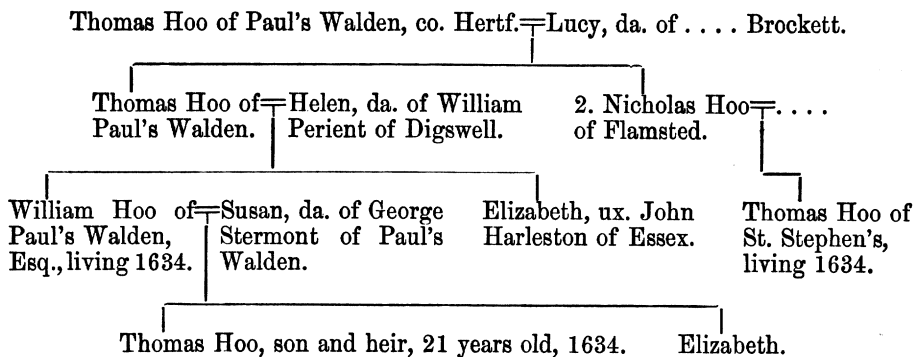 Thomas Hoo of Paul's Walden, co. Hertf.=Lucy, da. of .... Brockett.
Thomas Hoo of=Helen, da. of William
Paul's Walden. Perient of Digswell.
2. Nicholas Hoo=....
of Flamsted.
William Hoo of=Susan, da. of George
Paul's Walden, Stermont of Paul's
Esq., living 1634. Walden.
Elizabeth, ux. John
Harleston of Essex.
Thomas Hoo of
St. Stephen's,
living 1634.
Thomas Hoo, son and heir, 21 years old, 1634. Elizabeth.